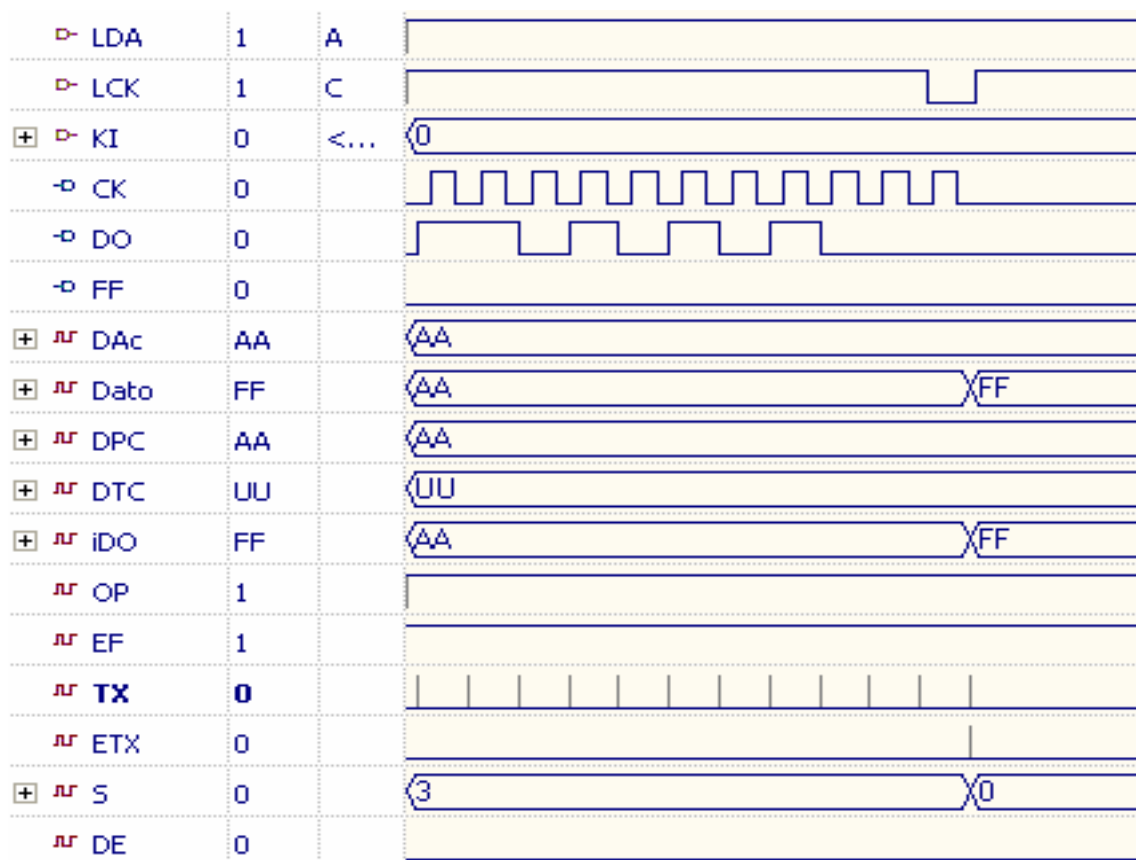 LDA 1 A
LCK 1 C
KI 0 <... 0
CK 0
DO 0
FF 0
DAc AA AA
Dato FF AA FF
DPC AA AA
DTC UU UU
iDO FF AA FF
OP 1
EF 1
TX 0
ETX 0
S 0 3 0
DE 0